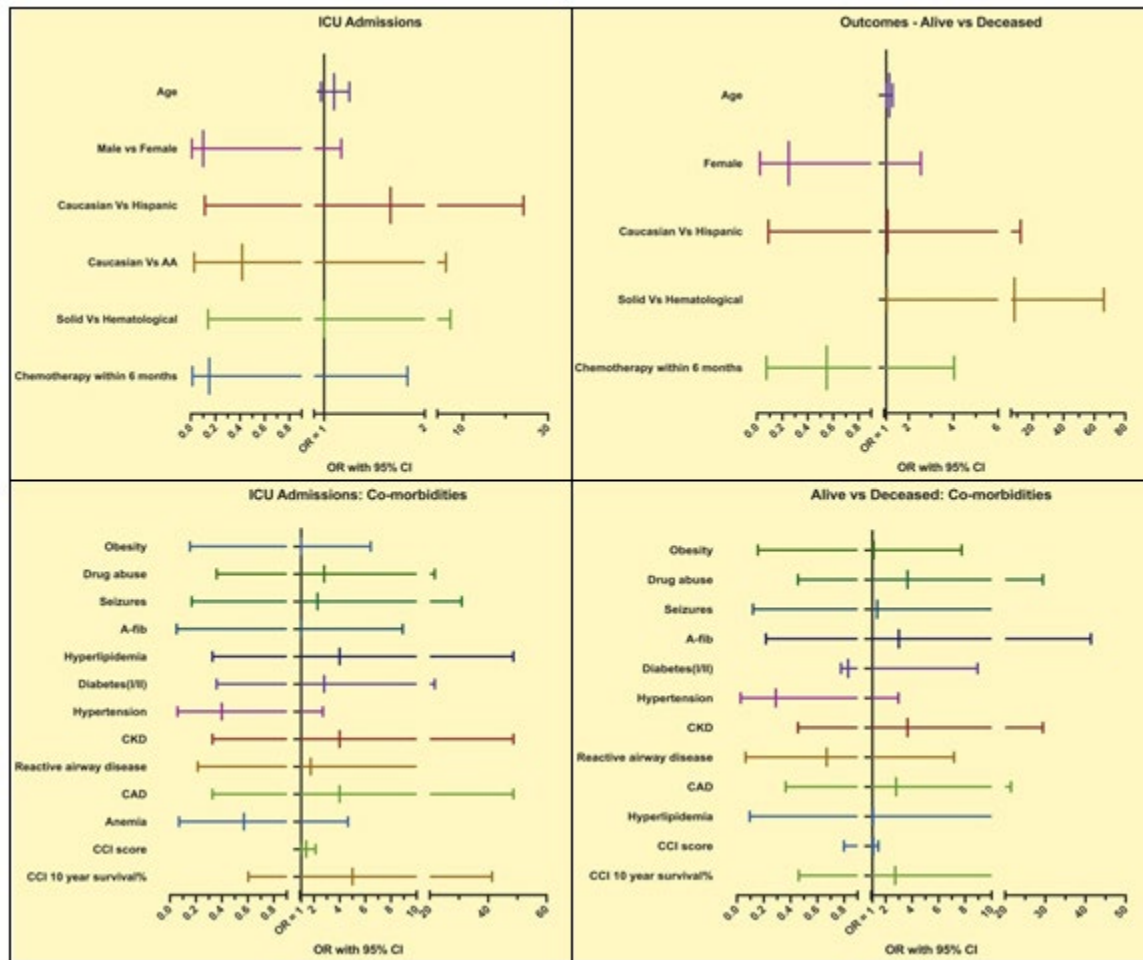 ICU Admissions
Age
Male vs Female
Caucasian Vs Hispanic
Caucasian Vs AA
Solid Vs Hematological
Chemotherapy within 6 months
0.0 0.2 0.4 0.6 0.8 OR = 1 2 10 30
OR with 95% CI
Outcomes - Alive vs Deceased
Age
Female
Caucasian Vs Hispanic
Solid Vs Hematological
Chemotherapy within 6 months
0.0 0.2 0.4 0.6 0.8 OR = 1 2 4 6 20 40 60 80
OR with 95% CI
ICU Admissions: Co-morbidities
Obesity
Drug abuse
Seizures
A-fib
Hyperlipidemia
Diabetes(I/II)
Hypertension
CKD
Reactive airway disease
CAD
Anemia
CCI score
CCI 10 year survival%
0.0 0.2 0.4 0.6 0.8 OR = 1 2 4 6 8 10 20 40 60
OR with 95% CI
Alive vs Deceased: Co-morbidities
Obesity
Drug abuse
Seizures
A-fib
Diabetes(I/II)
Hypertension
CKD
Reactive airway disease
CAD
Hyperlipidemia
CCI score
CCI 10 year survival%
0.0 0.2 0.4 0.6 0.8 OR = 1 2 4 6 8 10 20 30 40 50
OR with 95% CI